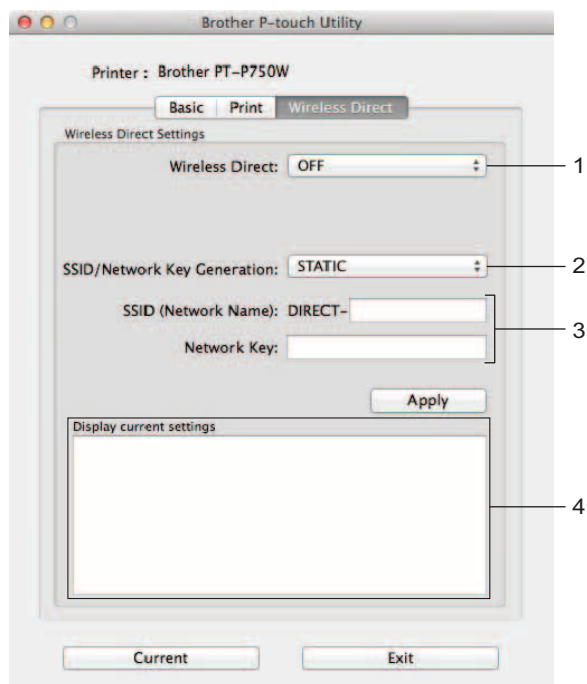 Brother P-touch Utility
Printer : Brother PT-P750W
Basic Print Wireless Direct
Wireless Direct Settings
Wireless Direct: OFF 1
SSID/Network Key Generation: STATIC 2
SSID (Network Name): DIRECT-
3
Network Key:
Apply
Display current settings
4
Current Exit